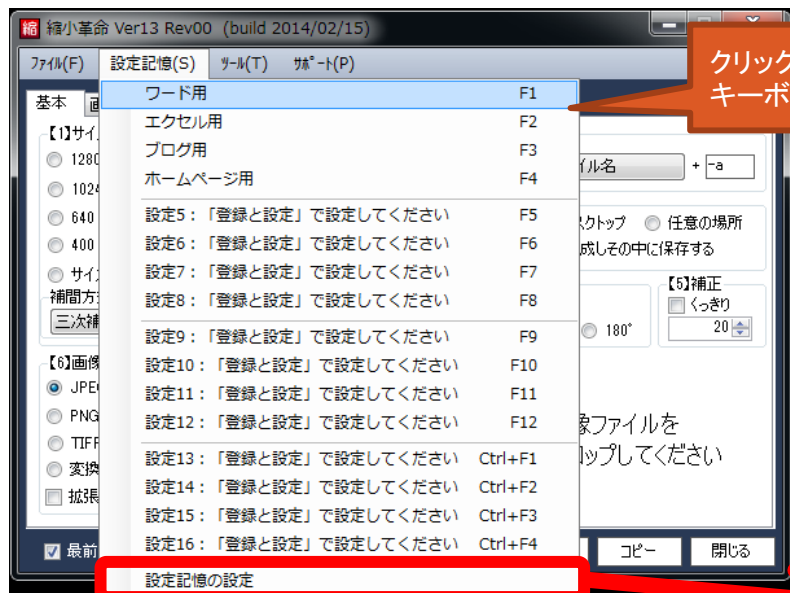 縮 縮小革命 Ver13 Rev00 (build 2014/02/15)
ﾌｧｲﾙ(F) 設定記憶(S) ﾂｰﾙ(T) ｻﾎﾟｰﾄ(P)
クリック
キーボ
ワード用 F1
エクセル用 F2
ブログ用 F3
ホームページ用 F4
設定5：「登録と設定」で設定してください F5
設定6：「登録と設定」で設定してください F6
設定7：「登録と設定」で設定してください F7
設定8：「登録と設定」で設定してください F8
設定9：「登録と設定」で設定してください F9
設定10：「登録と設定」で設定してください F10
設定11：「登録と設定」で設定してください F11
設定12：「登録と設定」で設定してください F12
設定13：「登録と設定」で設定してください Ctrl+F1
設定14：「登録と設定」で設定してください Ctrl+F2
設定15：「登録と設定」で設定してください Ctrl+F3
設定16：「登録と設定」で設定してください Ctrl+F4
設定記憶の設定
基本
【1】サイ
1280
1024
640
400
サイ
補間方
三次補
【6】画像
JPE
PNG
TIFF
変換
拡張
最前
イル名 + -a
スクトップ 任意の場所
成しその中に保存する
【5】補正
くっきり
180° 20
象ファイルを
ップしてください
コピー 閉じる